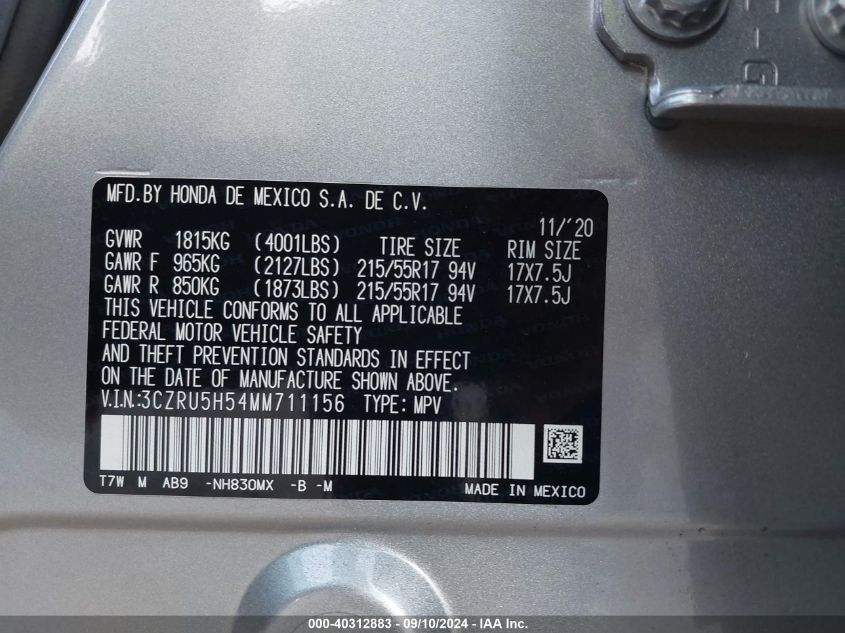 MFD.BY HONDA DE MEXICO S.A. DE C.V.
11/'20
GVWR 1815KG (4001LBS) TIRE SIZE RIM SIZE
GAWR F 965KG (2127LBS) 215/55R17 94V 17X7.5J
GAWR R 850KG (1873LBS) 215/55R17 94V 17X7.5J
THIS VEHICLE CONFORMS TO ALL APPLICABLE
FEDERAL MOTOR VEHICLE SAFETY
AND THEFT PREVENTION STANDARDS IN EFFECT
ON THE DATE OF MANUFACTURE SHOWN ABOVE.
V.I.N.:3CZRU5H54MM711156 TYPE: MPV
T7W M AB9 -NH830MX -B -M MADE IN MEXICO
000-40312883 - 09/10/2024 - IAA Inc.